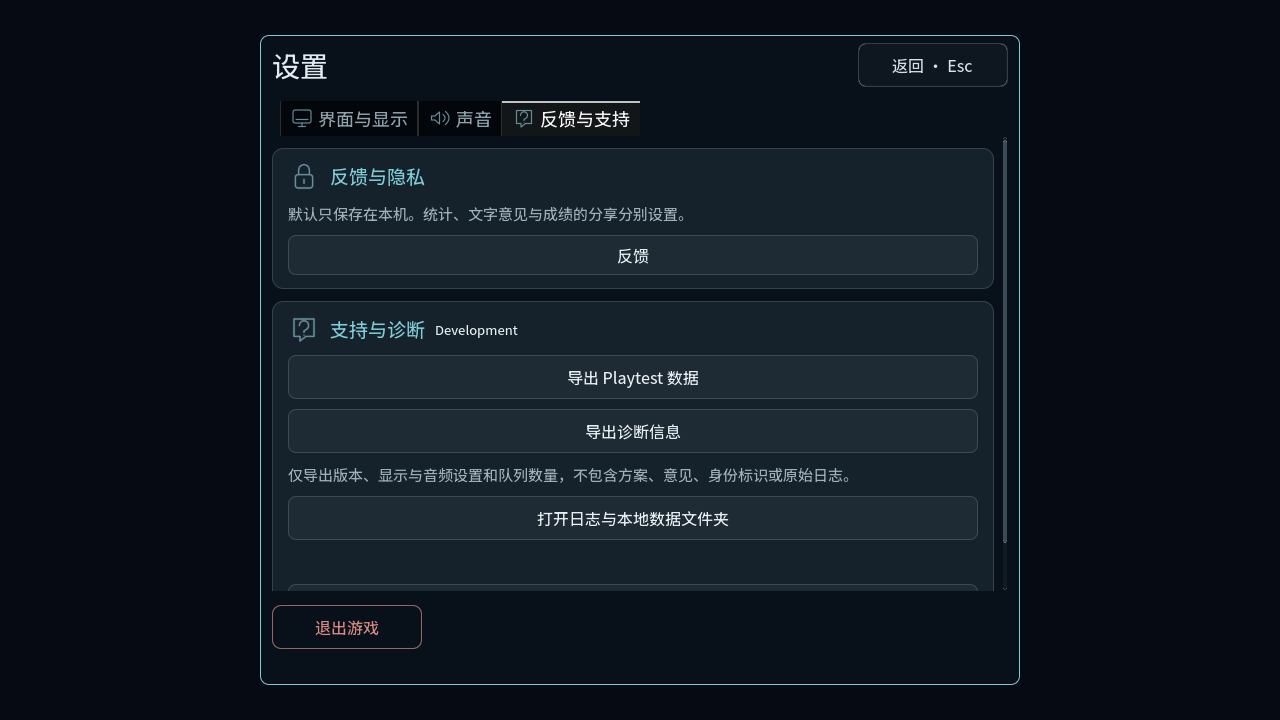 设置
返回 • Esc
界面与显示
声音
反馈与支持
反馈与隐私
默认只保存在本机。统计、文字意见与成绩的分享分别设置。
反馈
支持与诊断 Development
导出 Playtest 数据
导出诊断信息
仅导出版本、显示与音频设置和队列数量，不包含方案、意见、身份标识或原始日志。
打开日志与本地数据文件夹
退出游戏